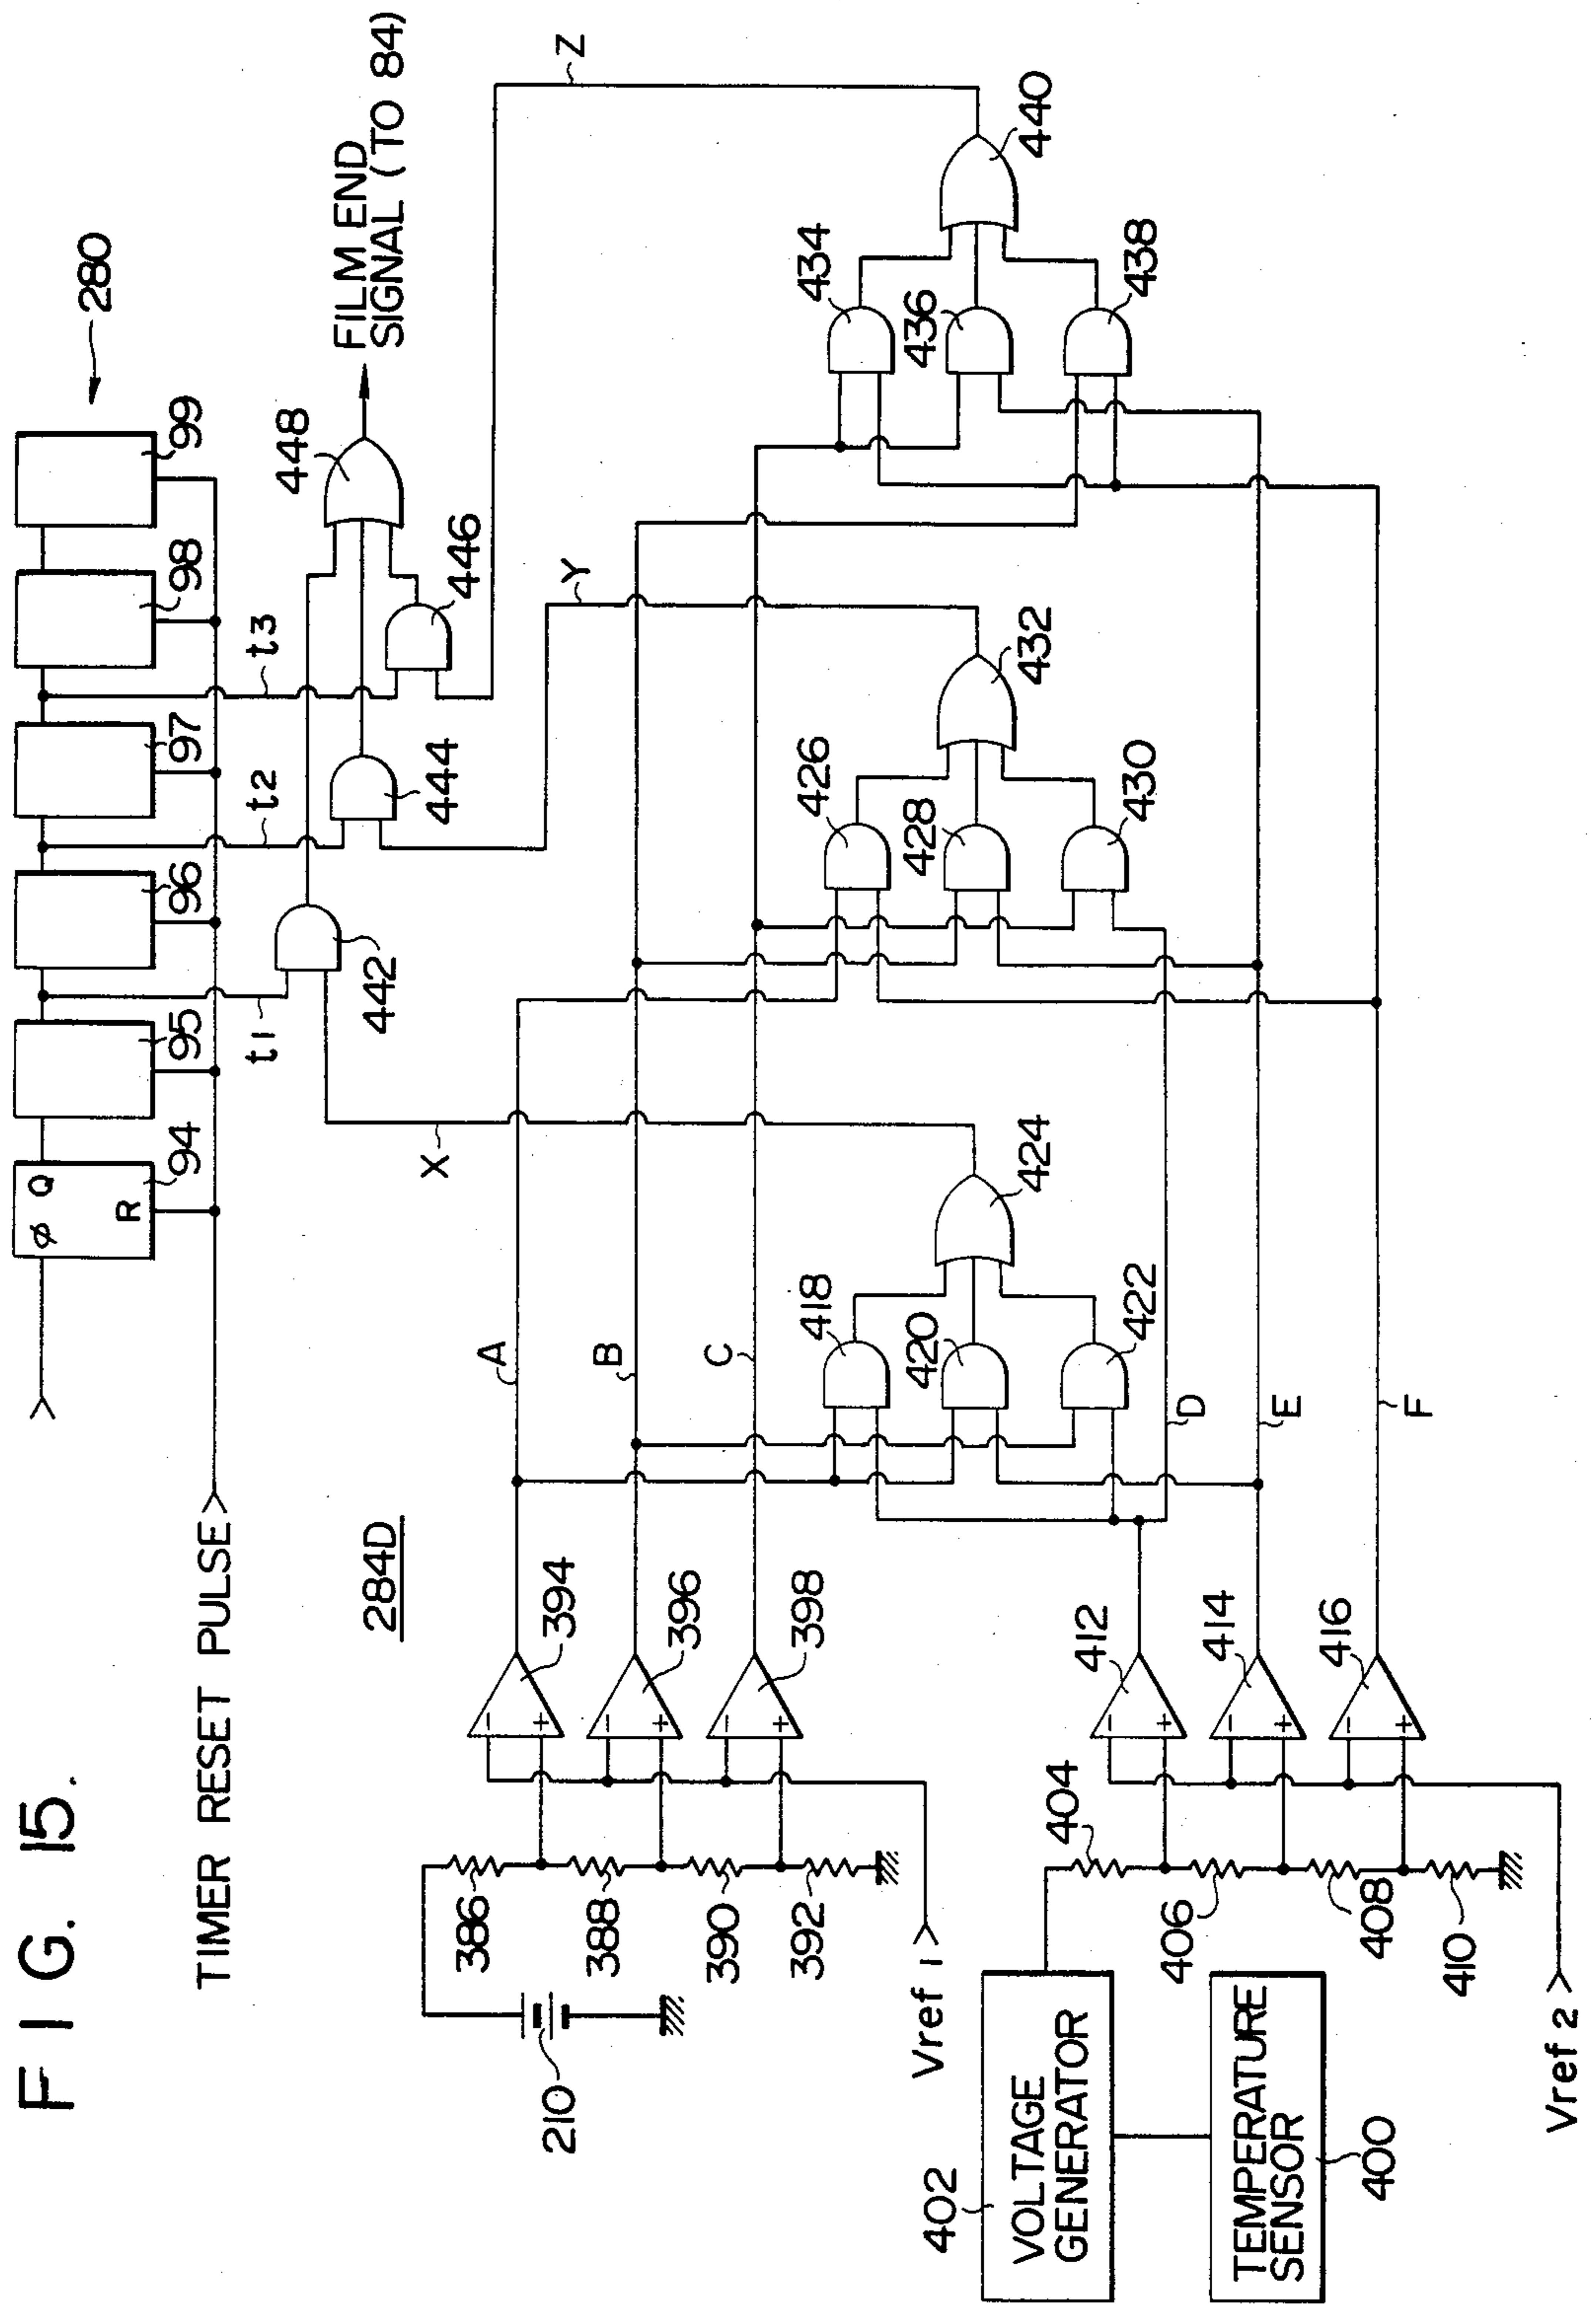 FIG. 15.
280
94
95
96
97
98
99
φ Q
R
TIMER RESET PULSE
t1
t2
t3
442
444
446
448
FILM END
SIGNAL (TO 84)
284D
X
Y
Z
A
B
C
D
E
F
386
388
390
392
394
396
398
210
Vref 1
418
420
422
424
426
428
430
432
434
436
438
440
402
VOLTAGE
GENERATOR
TEMPERATURE
SENSOR
400
404
406
408
410
412
414
416
Vref 2
- + - + - +
- + - + - +